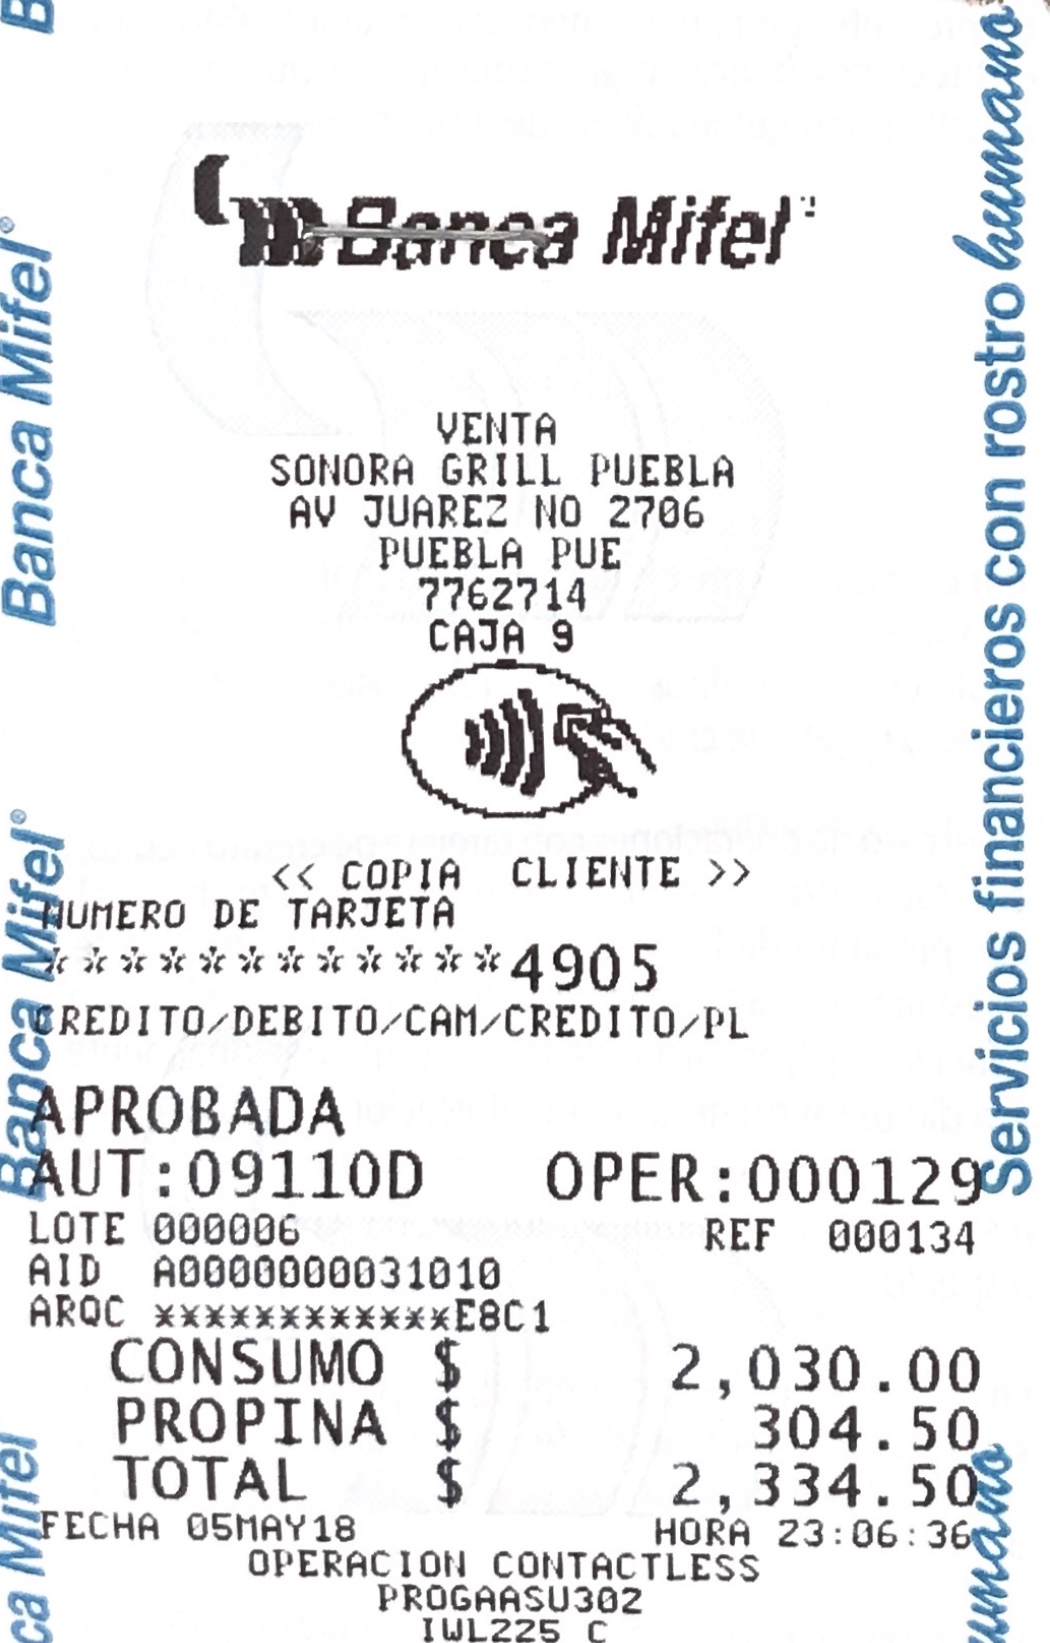 Banca Mifel
VENTA
SONORA GRILL PUEBLA
AV JUAREZ NO 2706
PUEBLA PUE
7762714
CAJA 9
<< COPIA CLIENTE >>
NUMERO DE TARJETA
************4905
CREDITO/DEBITO/CAM/CREDITO/PL
APROBADA
AUT:09110D OPER:000129
LOTE 000006 REF 000134
AID A0000000031010
ARQC ************E8C1
CONSUMO $ 2,030.00
PROPINA $ 304.50
TOTAL $ 2,334.50
FECHA 05MAY18 HORA 23:06:36
OPERACION CONTACTLESS
PROGAASU302
IWL225 C
Banca Mifel®
Banca Mifel®
ca Mifel
Servicios financieros con rostro humano
umano